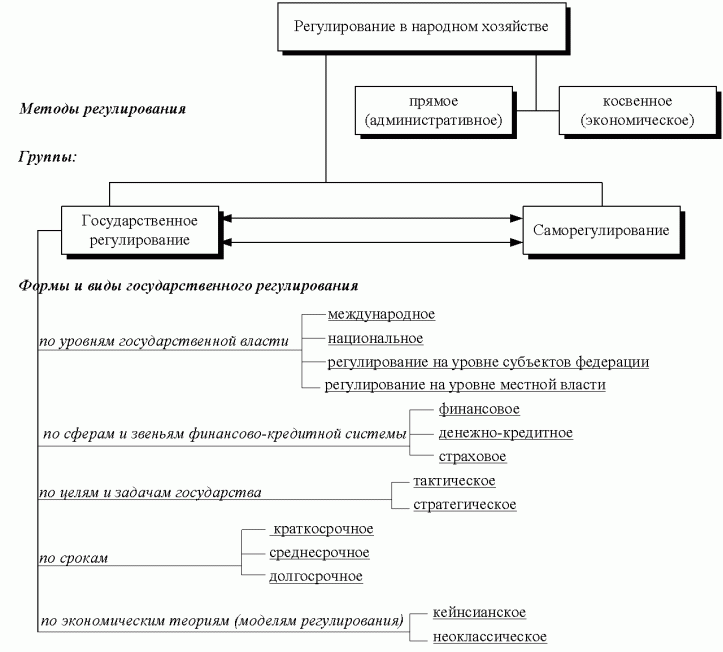 Регулирование в народном хозяйстве
Методы регулирования
прямое
(административное)
косвенное
(экономическое)
Группы:
Государственное
регулирование
Саморегулирование
Формы и виды государственного регулирования
по уровням государственной власти
международное
национальное
регулирование на уровне субъектов федерации
регулирование на уровне местной власти
по сферам и звеньям финансово-кредитной системы
финансовое
денежно-кредитное
страховое
по целям и задачам государства
тактическое
стратегическое
по срокам
краткосрочное
среднесрочное
долгосрочное
по экономическим теориям (моделям регулирования)
кейнсианское
неоклассическое